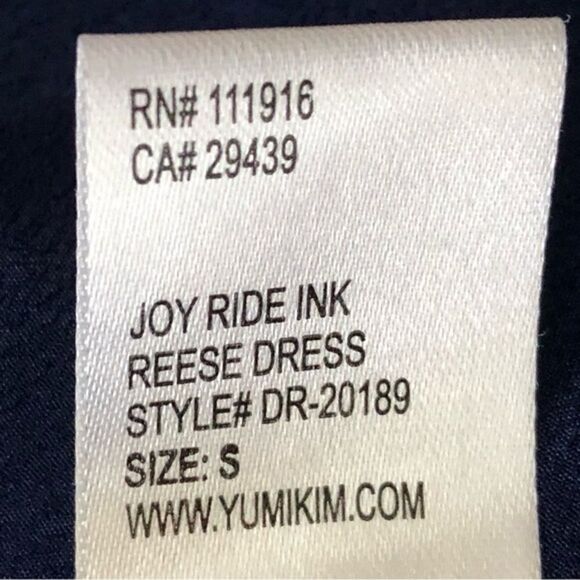 RN# 111916
CA# 29439
JOY RIDE INK
REESE DRESS
STYLE# DR-20189
SIZE: S
WWW.YUMIKIM.COM